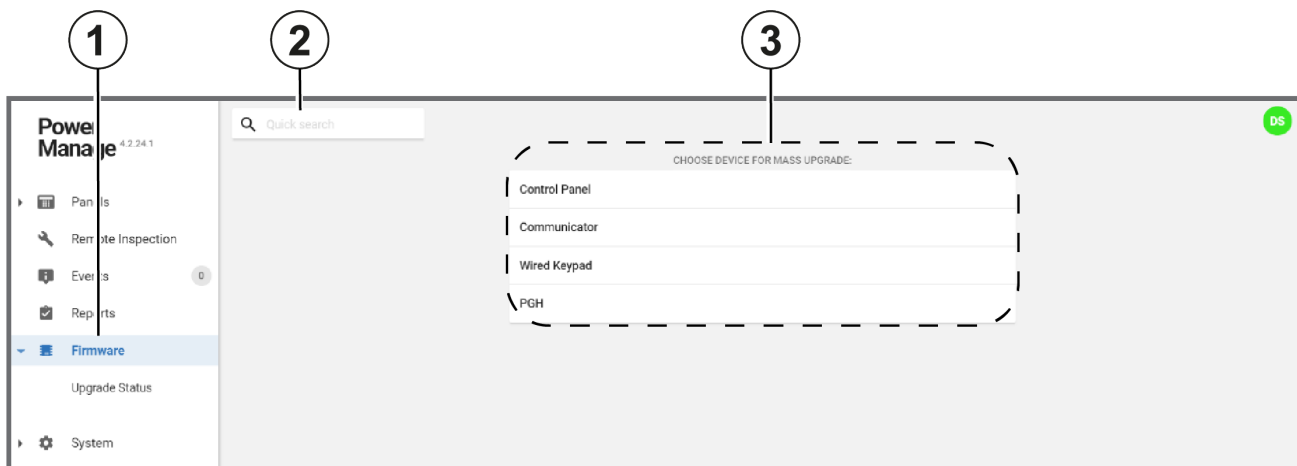 1
2
3
Power
Manage 4.2.24.1
Quick search
DS
CHOOSE DEVICE FOR MASS UPGRADE:
Panels
Control Panel
Remote Inspection
Communicator
Events 0
Wired Keypad
Reports
PGH
Firmware
Upgrade Status
System